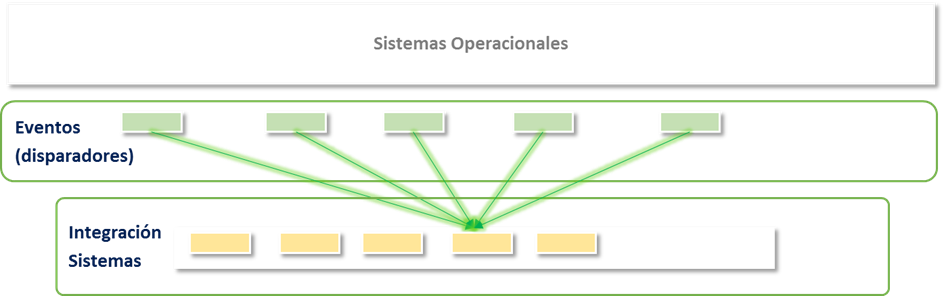 Sistemas Operacionales
Eventos
(disparadores)
Integración
Sistemas